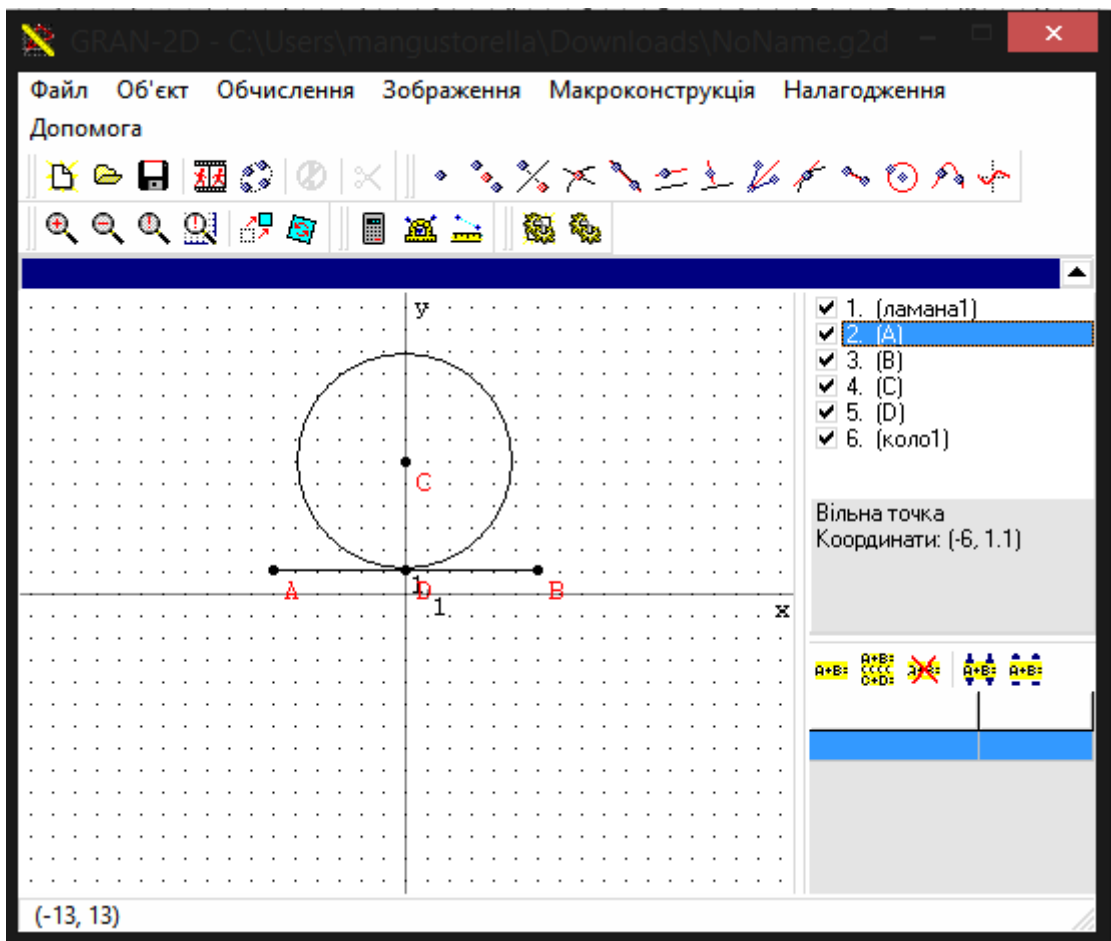 GRAN-2D - C:\Users\mangustorella\Downloads\NoName.g2d
Файл Об'єкт Обчислення Зображення Макроконструкція Налагодження
Допомога
y
C
A
D
B
1
1
x
1. (ламана1)
2. (A)
3. (B)
4. (C)
5. (D)
6. (коло1)
Вільна точка
Координати: (-6, 1.1)
A+B= A+B= A+B= A+B= A+B=
C+D=
(-13, 13)